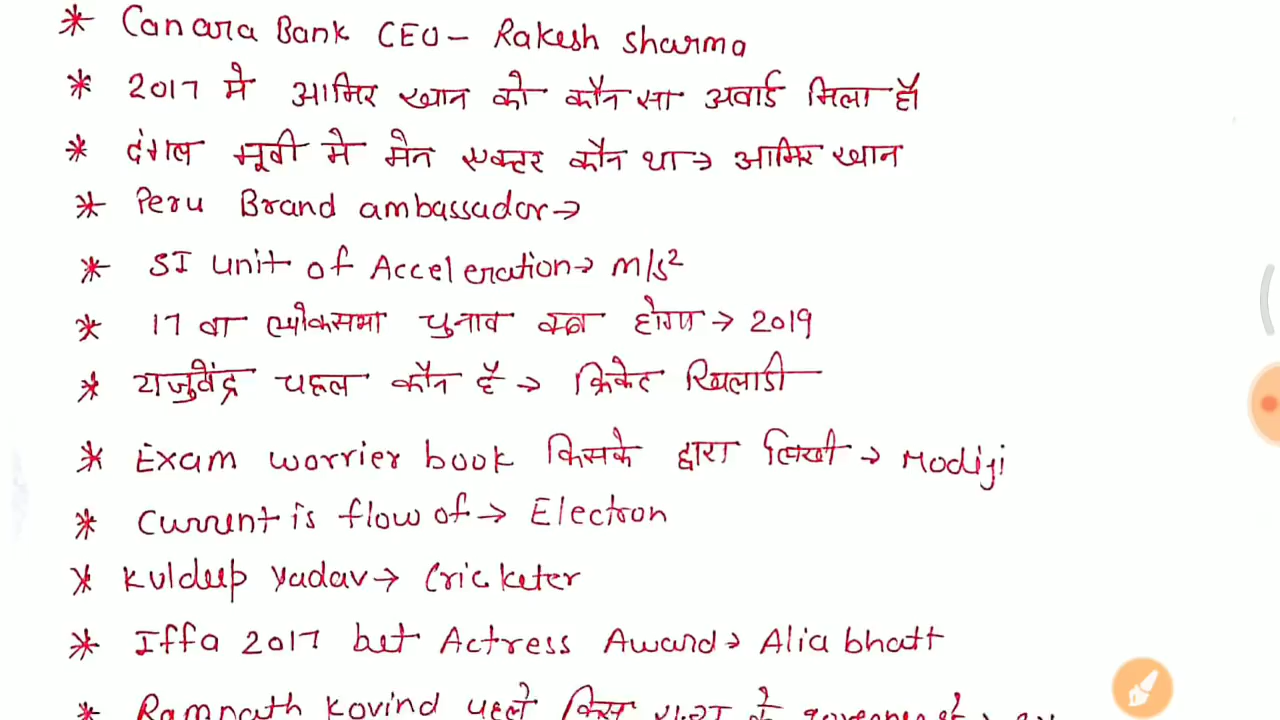 * Canara Bank CEO - Rakesh Sharma
* 2017 मे आमिर खान को कौन सा अवार्ड मिला है
* दंगल मूवी मे मेन एक्टर कौन था → आमिर खान
* Peru Brand ambassador →
* SI unit of Acceleration → m/s²
* 17 वा लोकसभा चुनाव कब होगा → 2019
* यजुवेंद्र चहल कौन है → क्रिकेट खिलाडी
* Exam worrier book किसके द्वारा लिखी → Modiji
* Current is flow of → Electron
* Kuldeep Yadav → Cricketer
* Iffa 2017 bet Actress Award → Alia bhatt
* Ramnath Kovind पहले किस के